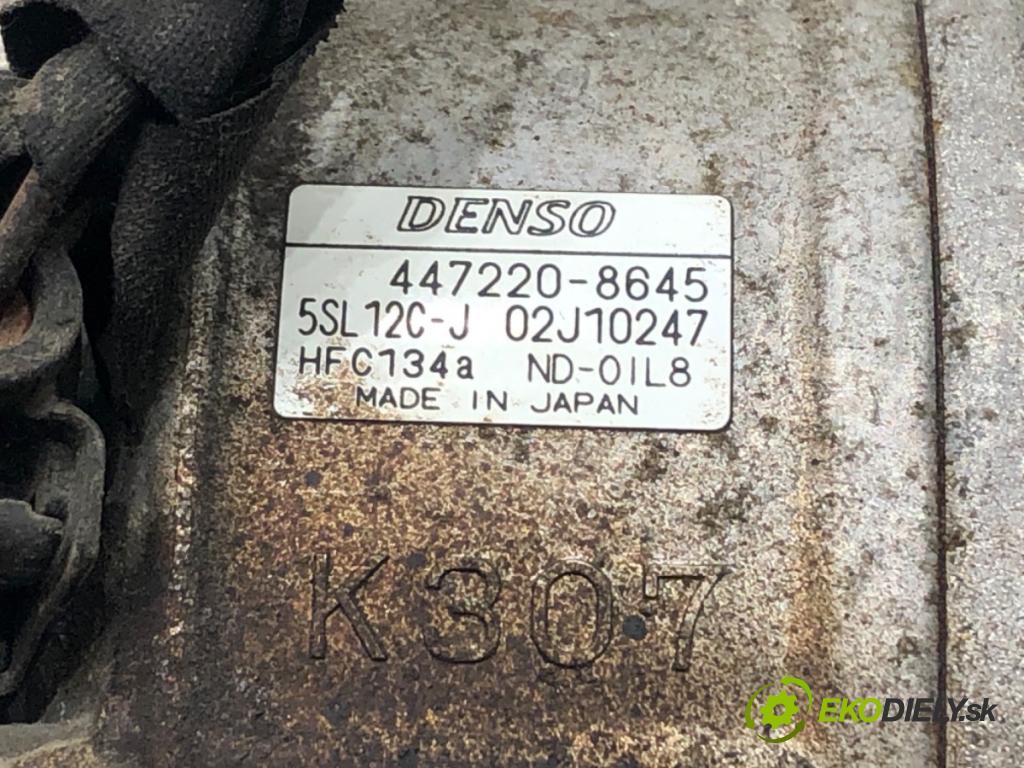 DENSO
447220-8645
5SL12C-J 02J10247
HFC134a ND-OIL8
MADE IN JAPAN
K307
EKODIELY.sk